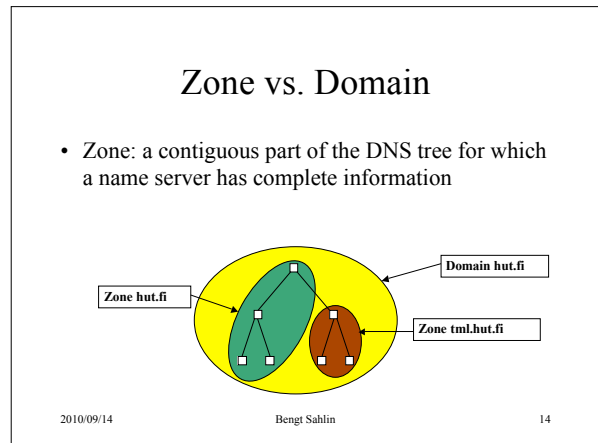 Zone vs. Domain
• Zone: a contiguous part of the DNS tree for which
a name server has complete information
Domain hut.fi
Zone hut.fi
Zone tml.hut.fi
2010/09/14
Bengt Sahlin
14